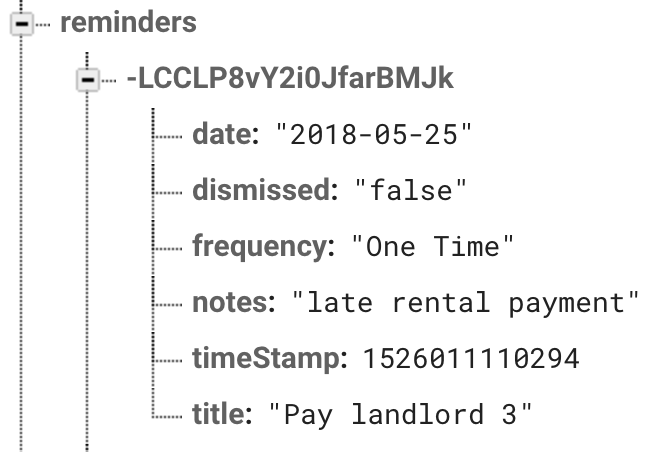 reminders
-LCCLP8vY2i0JfarBMJk
date: "2018-05-25"
dismissed: "false"
frequency: "One Time"
notes: "late rental payment"
timeStamp: 1526011110294
title: "Pay landlord 3"